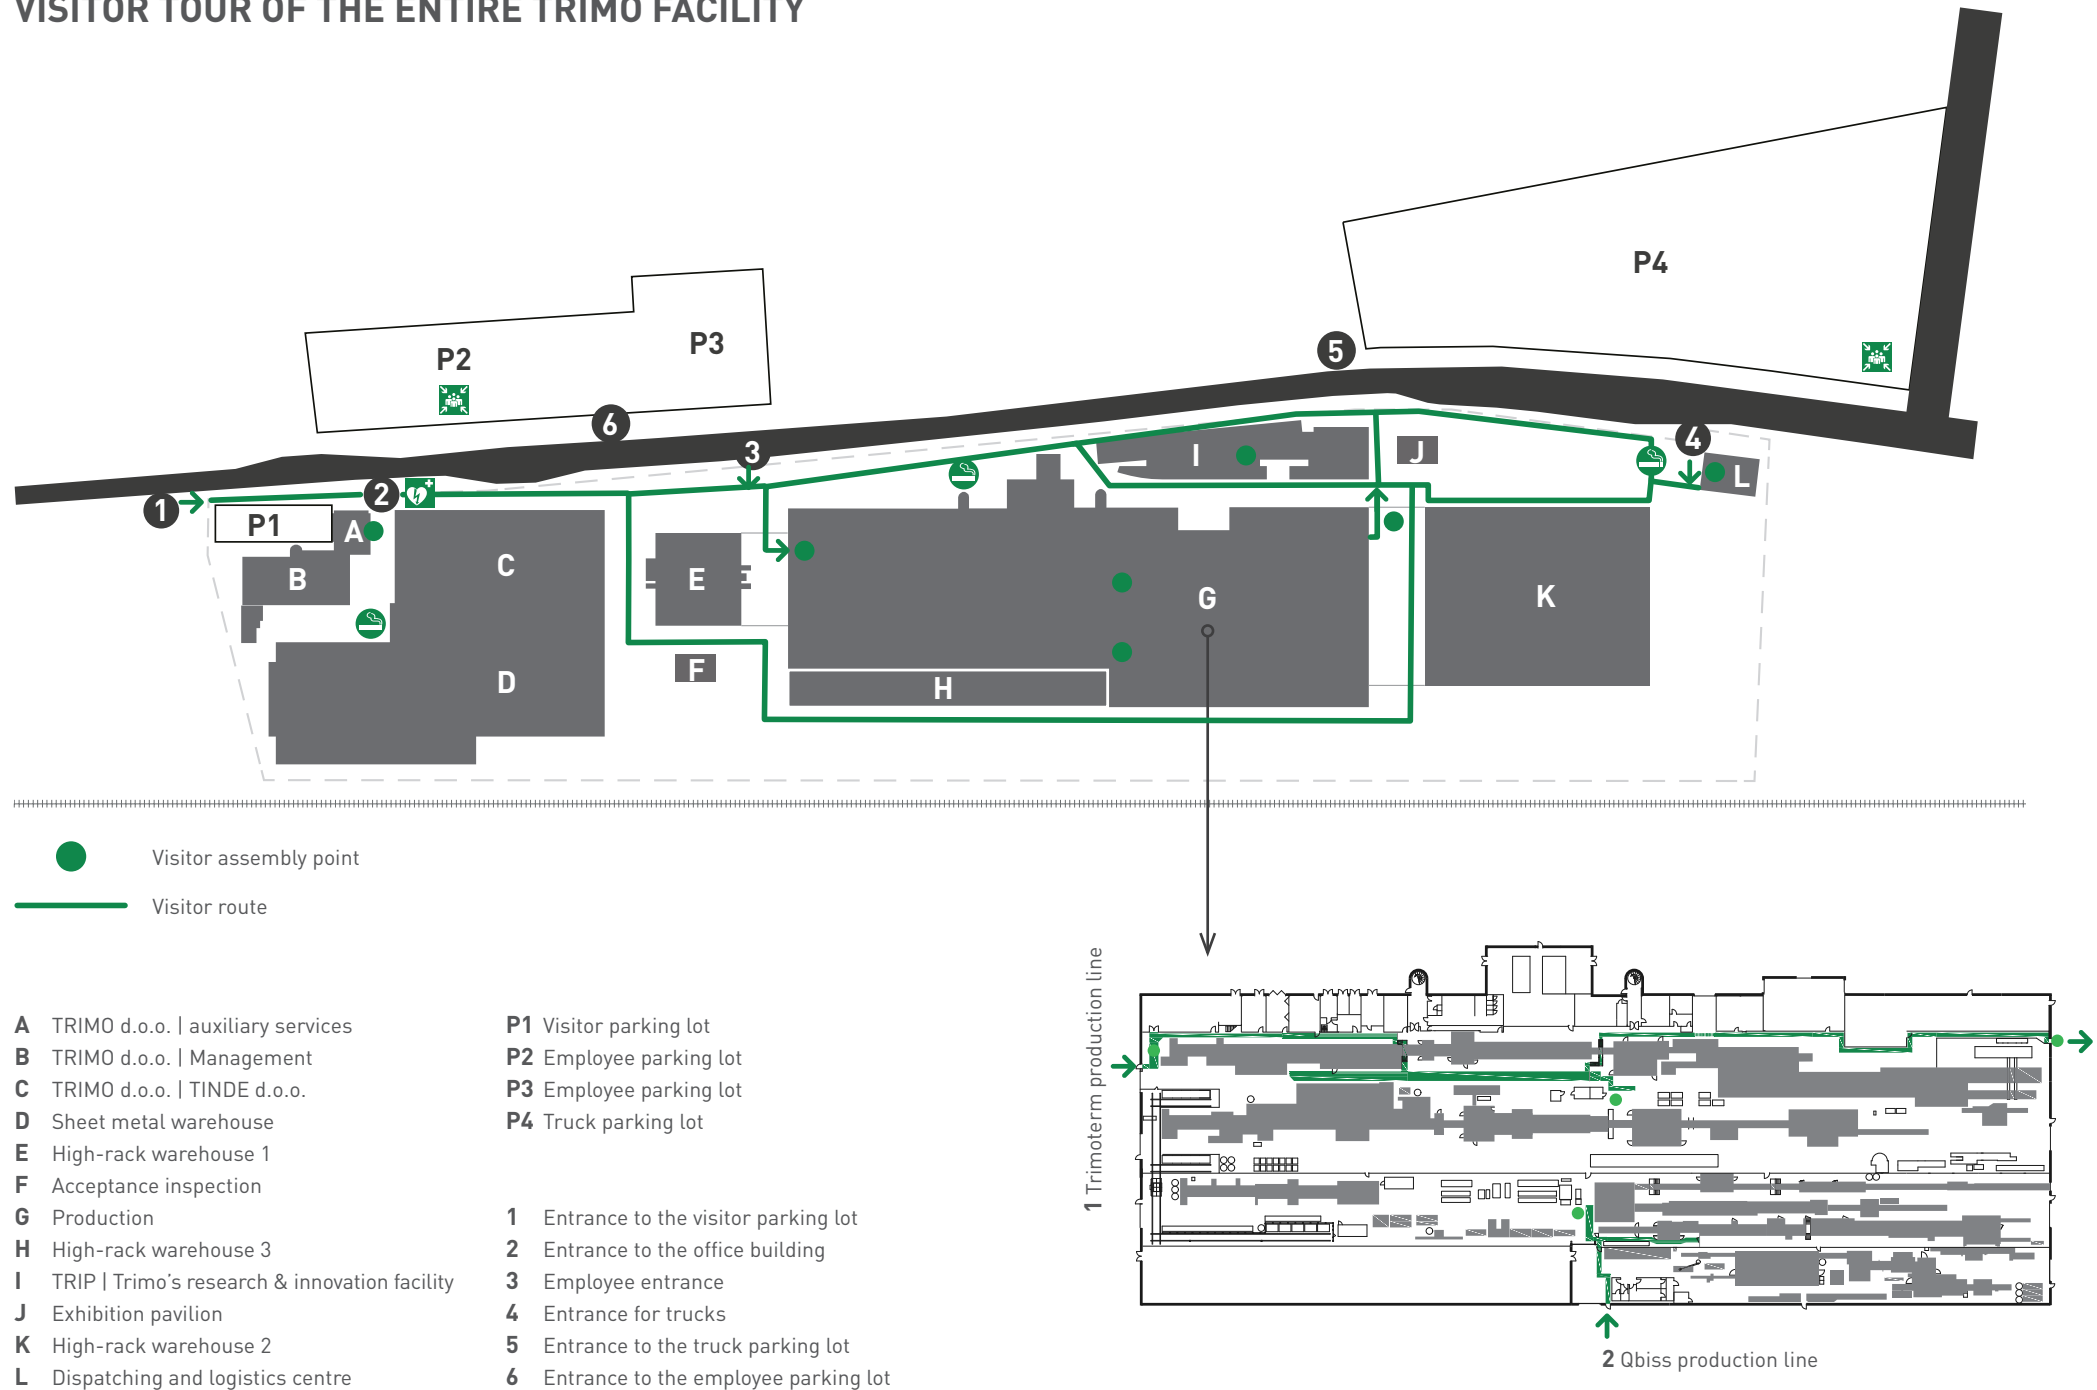 VISITOR TOUR OF THE ENTIRE TRIMO FACILITY
P4
P3
P2
5
6
3
4
I
J
L
2
1
P1
A
B
C
E
G
K
F
D
H
Visitor assembly point
Visitor route
A TRIMO d.o.o. | auxiliary services
B TRIMO d.o.o. | Management
C TRIMO d.o.o. | TINDE d.o.o.
D Sheet metal warehouse
E High-rack warehouse 1
F Acceptance inspection
G Production
H High-rack warehouse 3
I TRIP | Trimo's research & innovation facility
J Exhibition pavilion
K High-rack warehouse 2
L Dispatching and logistics centre
P1 Visitor parking lot
P2 Employee parking lot
P3 Employee parking lot
P4 Truck parking lot
1 Entrance to the visitor parking lot
2 Entrance to the office building
3 Employee entrance
4 Entrance for trucks
5 Entrance to the truck parking lot
6 Entrance to the employee parking lot
1 Trimoterm production line
2 Qbiss production line